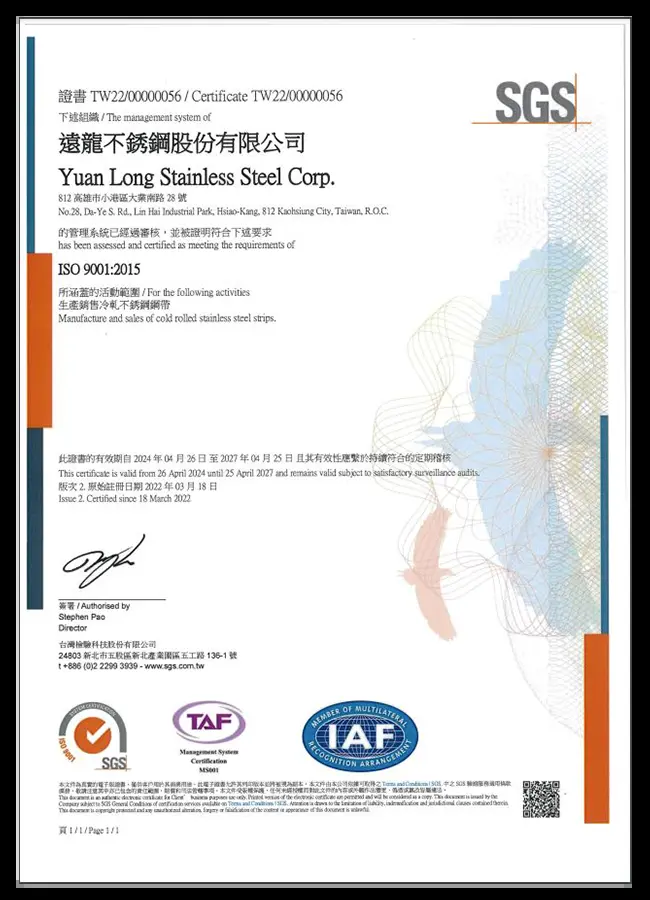 證書 TW22/00000056 / Certificate TW22/00000056
SGS
下述組織 / The management system of
遠龍不銹鋼股份有限公司
Yuan Long Stainless Steel Corp.
812 高雄市小港區大業南路 28 號
No.28, Da-Ye S. Rd., Lin Hai Industrial Park, Hsiao-Kang, 812 Kaohsiung City, Taiwan, R.O.C.
的管理系統已經過審核，並被證明符合下述要求
has been assessed and certified as meeting the requirements of
ISO 9001:2015
所涵蓋的活動範圍 / For the following activities
生產銷售冷軋不銹鋼鋼帶
Manufacture and sales of cold rolled stainless steel strips.
此證書的有效期自 2024 年 04 月 26 日 至 2027 年 04 月 25 日 且其有效性應繫於持續符合的定期稽核
This certificate is valid from 26 April 2024 until 25 April 2027 and remains valid subject to satisfactory surveillance audits.
版次 2. 原始註冊日期 2022 年 03 月 18 日
Issue 2. Certified since 18 March 2022
簽署 / Authorised by
Stephen Pao
Director
台灣檢驗科技股份有限公司
24803 新北市五股區新北產業園區五工路 136-1 號
t +886 (0)2 2299 3939 - www.sgs.com.tw
SYSTEM CERTIFICATION
ISO 9001
SGS
TAF
Management System
Certification
MS001
MEMBER OF MULTILATERAL
IAF
RECOGNITION ARRANGEMENT
This document is an authentic electronic certificate for Client' business purposes use only. Printed version of the electronic certificate are permitted and will be considered as a copy. This document is issued by the
Company subject to SGS General Conditions of certification services available on Terms and Conditions | SGS. Attention is drawn to the limitation of liability, indemnification and jurisdictional clauses contained therein.
This document is copyright protected and any unauthorized alteration, forgery or falsification of the content or appearance of this document is unlawful.
頁 1 / 1 / Page 1 / 1